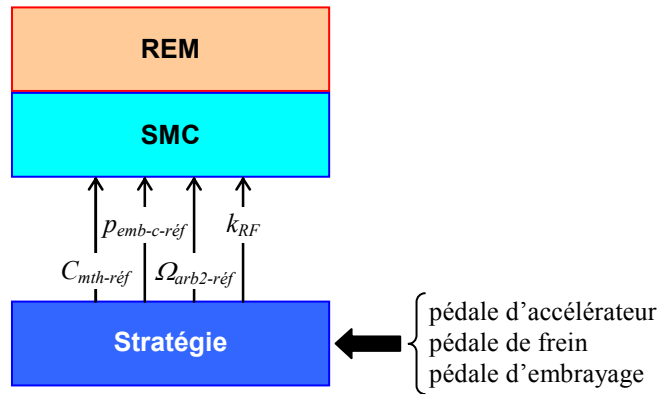 REM
SMC
p_emb-c-réf k_RF
C_mth-réf Ω_arb2-réf
Stratégie
pédale d'accélérateur
pédale de frein
pédale d'embrayage